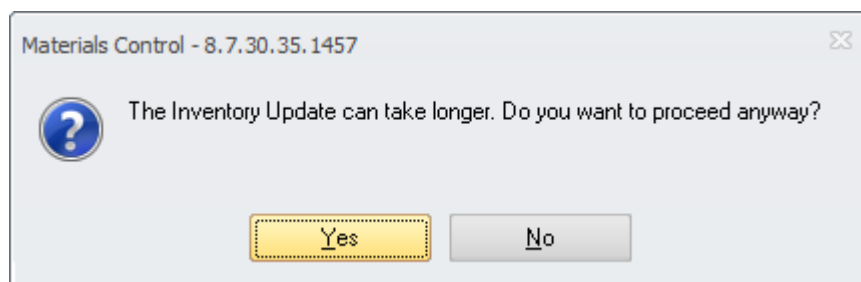 Materials Control - 8.7.30.35.1457
The Inventory Update can take longer. Do you want to proceed anyway?
Yes
No